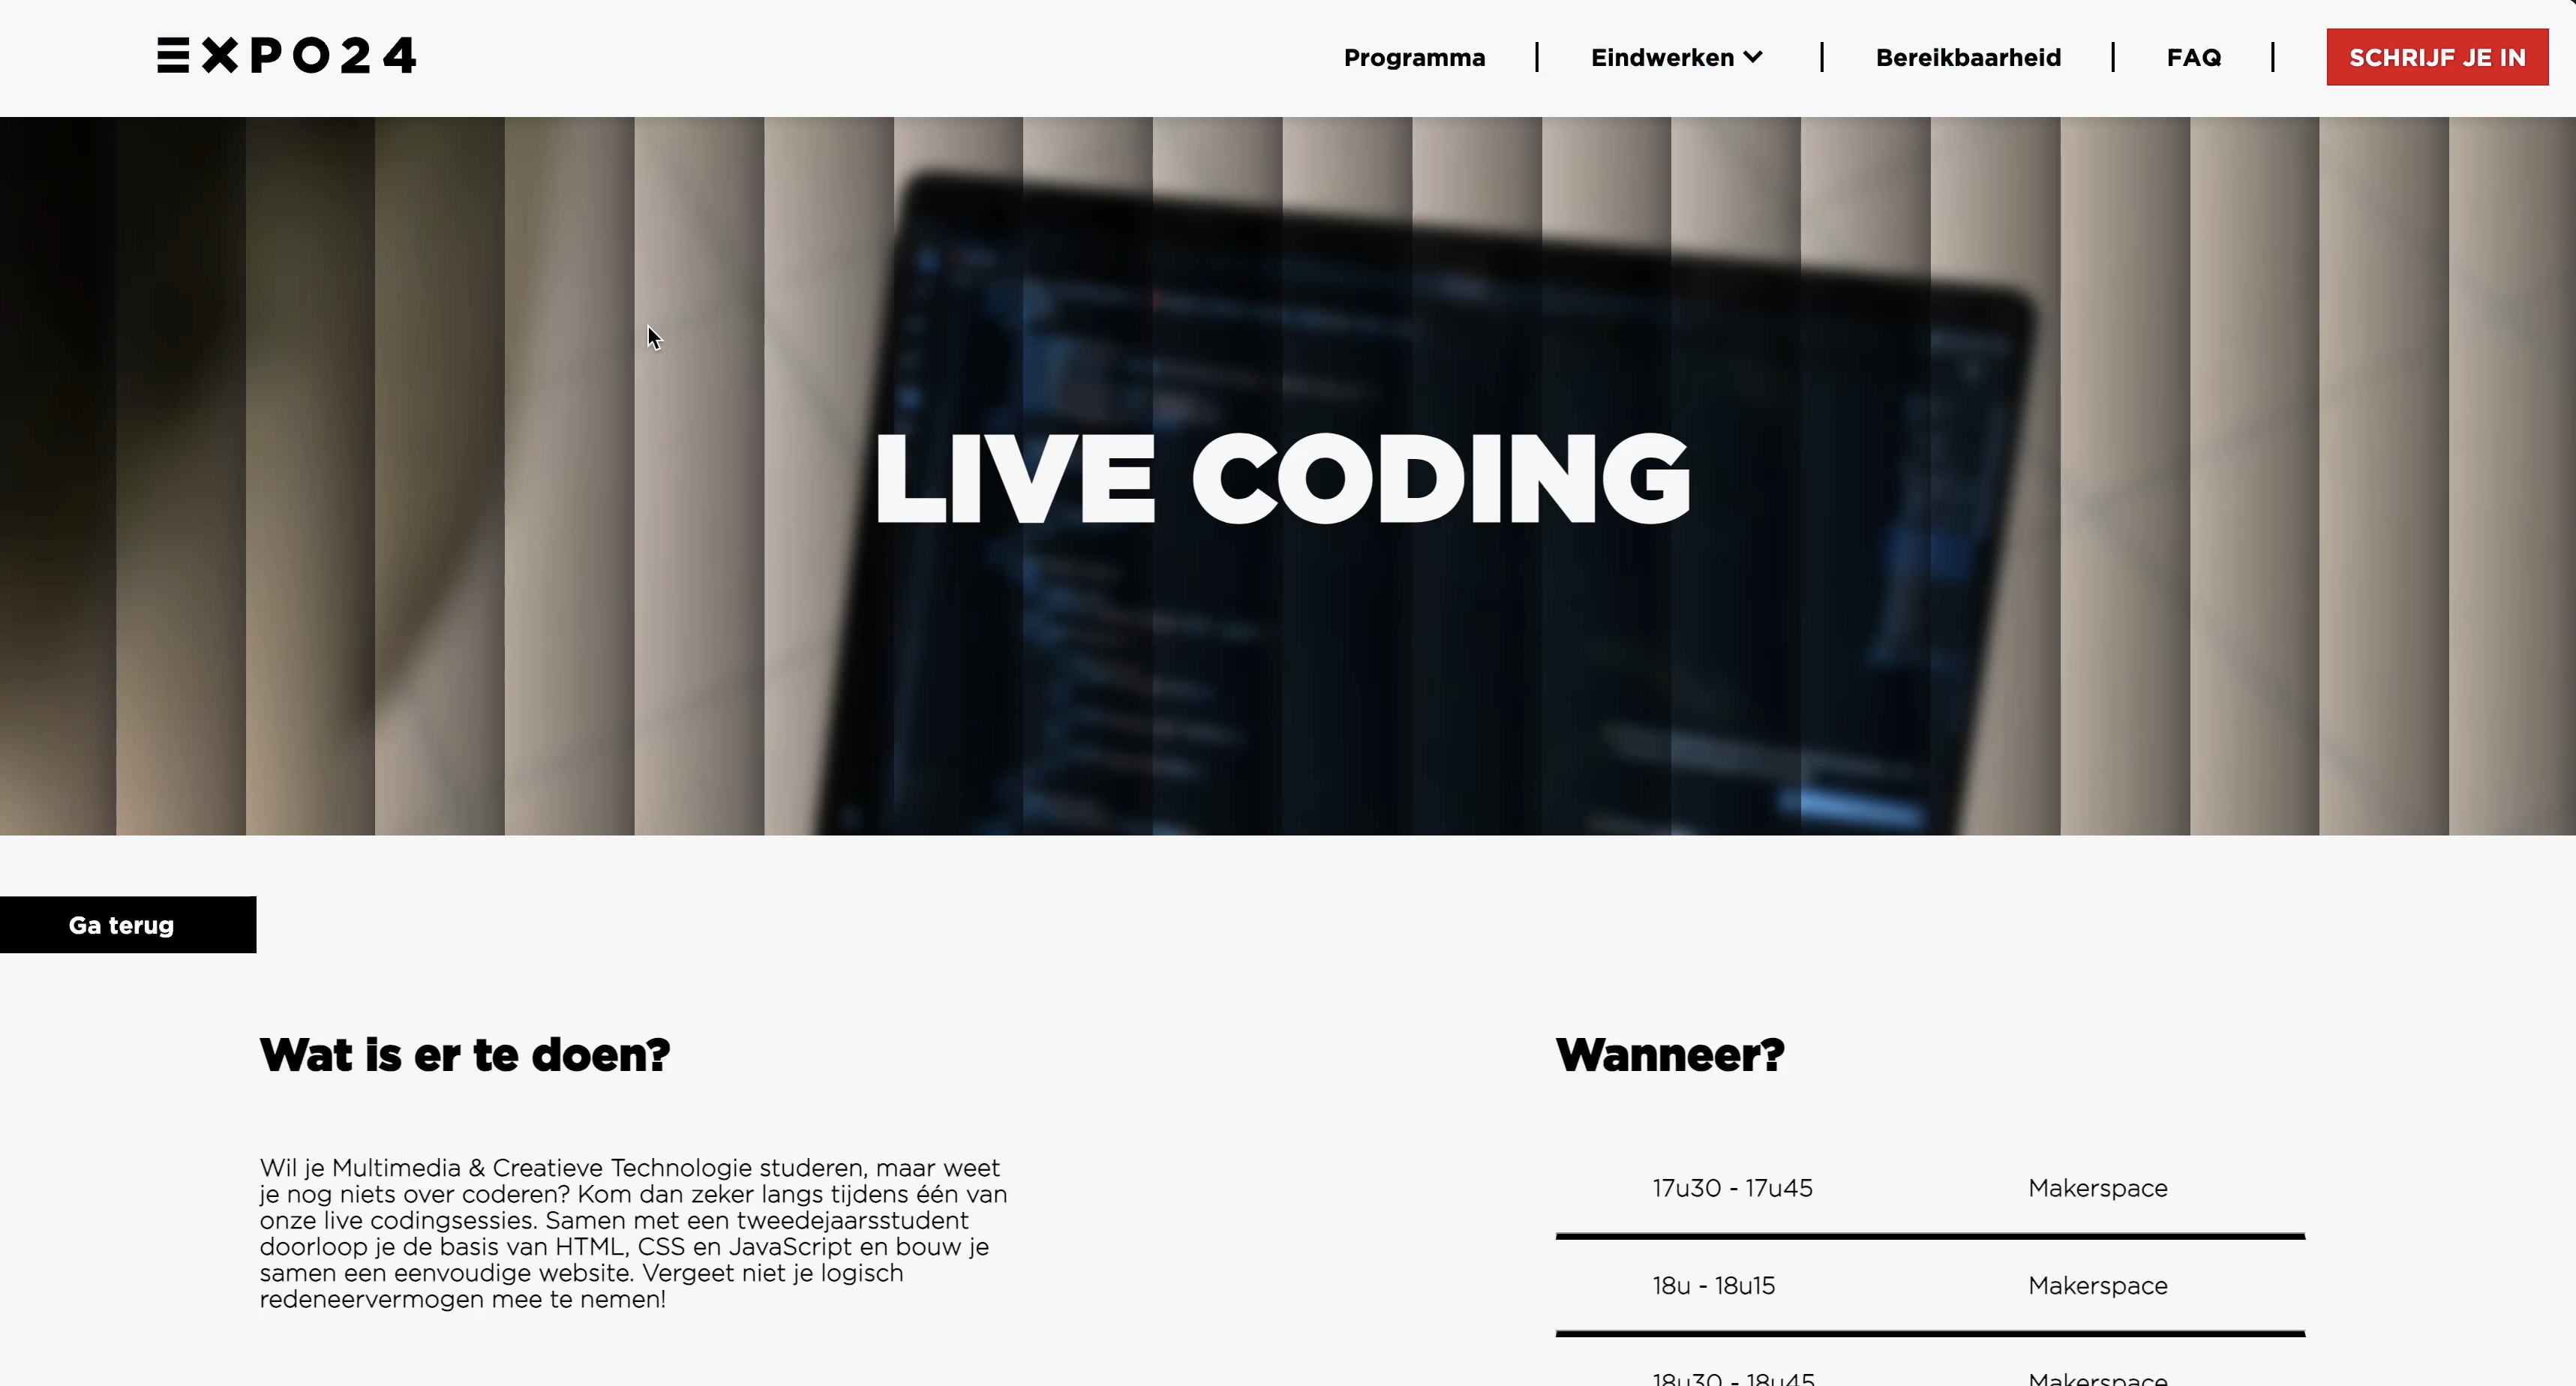 EXPO24
Programma
Eindwerken
Bereikbaarheid
FAQ
SCHRIJF JE IN
LIVE CODING
Ga terug
Wat is er te doen?
Wil je Multimedia & Creatieve Technologie studeren, maar weet
je nog niets over coderen? Kom dan zeker langs tijdens één van
onze live codingsessies. Samen met een tweedejaarsstudent
doorloop je de basis van HTML, CSS en JavaScript en bouw je
samen een eenvoudige website. Vergeet niet je logisch
redeneervermogen mee te nemen!
Wanneer?
17u30 - 17u45 Makerspace
18u - 18u15 Makerspace
18u30 - 18u45 Makerspace